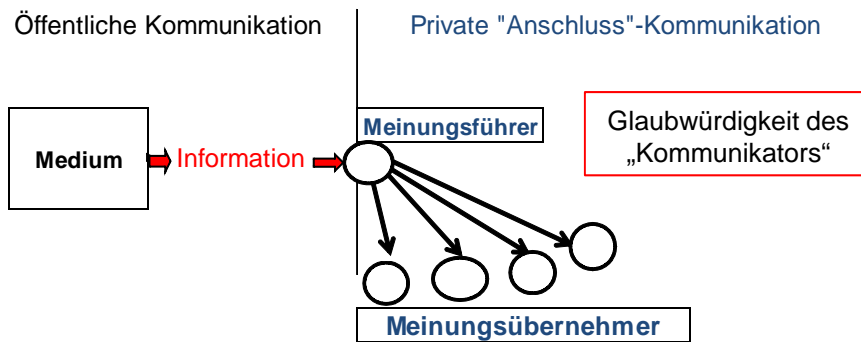 Öffentliche Kommunikation
Private "Anschluss"-Kommunikation
Medium
Information
Meinungsführer
Glaubwürdigkeit des
„Kommunikators“
Meinungsübernehmer